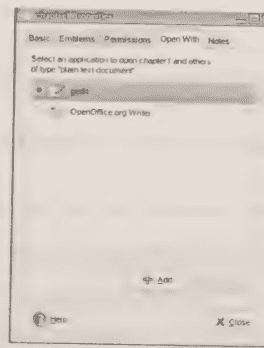 Basic Emblems Permissions Open With Notes
Select an application to open chapter1 and others
of type "plain text document"
gedit
OpenOffice.org Writer
Add
Help Close